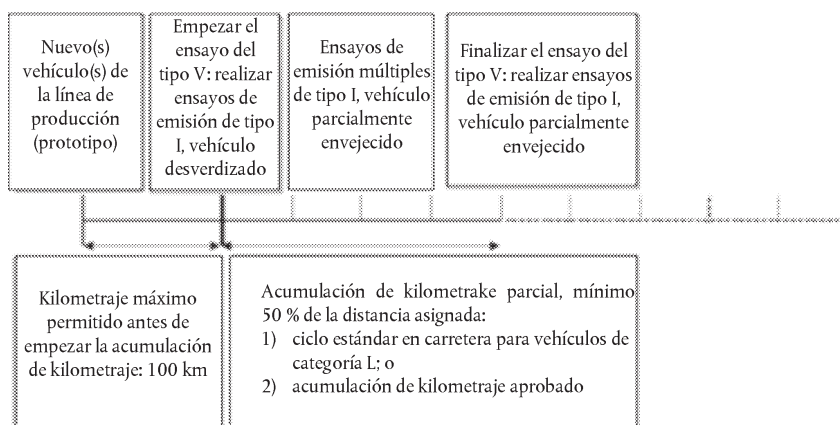 Nuevo(s)
vehículo(s) de
la línea de
producción
(prototipo)
Empezar el
ensayo del
tipo V: realizar
ensayos de
emisión de tipo
I, vehículo
desverdizado
Ensayos de
emisión múltiples
de tipo I, vehículo
parcialmente
envejecido
Finalizar el ensayo del
tipo V: realizar ensayos
de emisión de tipo I,
vehículo parcialmente
envejecido
Kilometraje máximo
permitido antes de
empezar la acumulación
de kilometraje: 100 km
Acumulación de kilometrake parcial, mínimo
50 % de la distancia asignada:
1) ciclo estándar en carretera para vehículos de
categoría L; o
2) acumulación de kilometraje aprobado